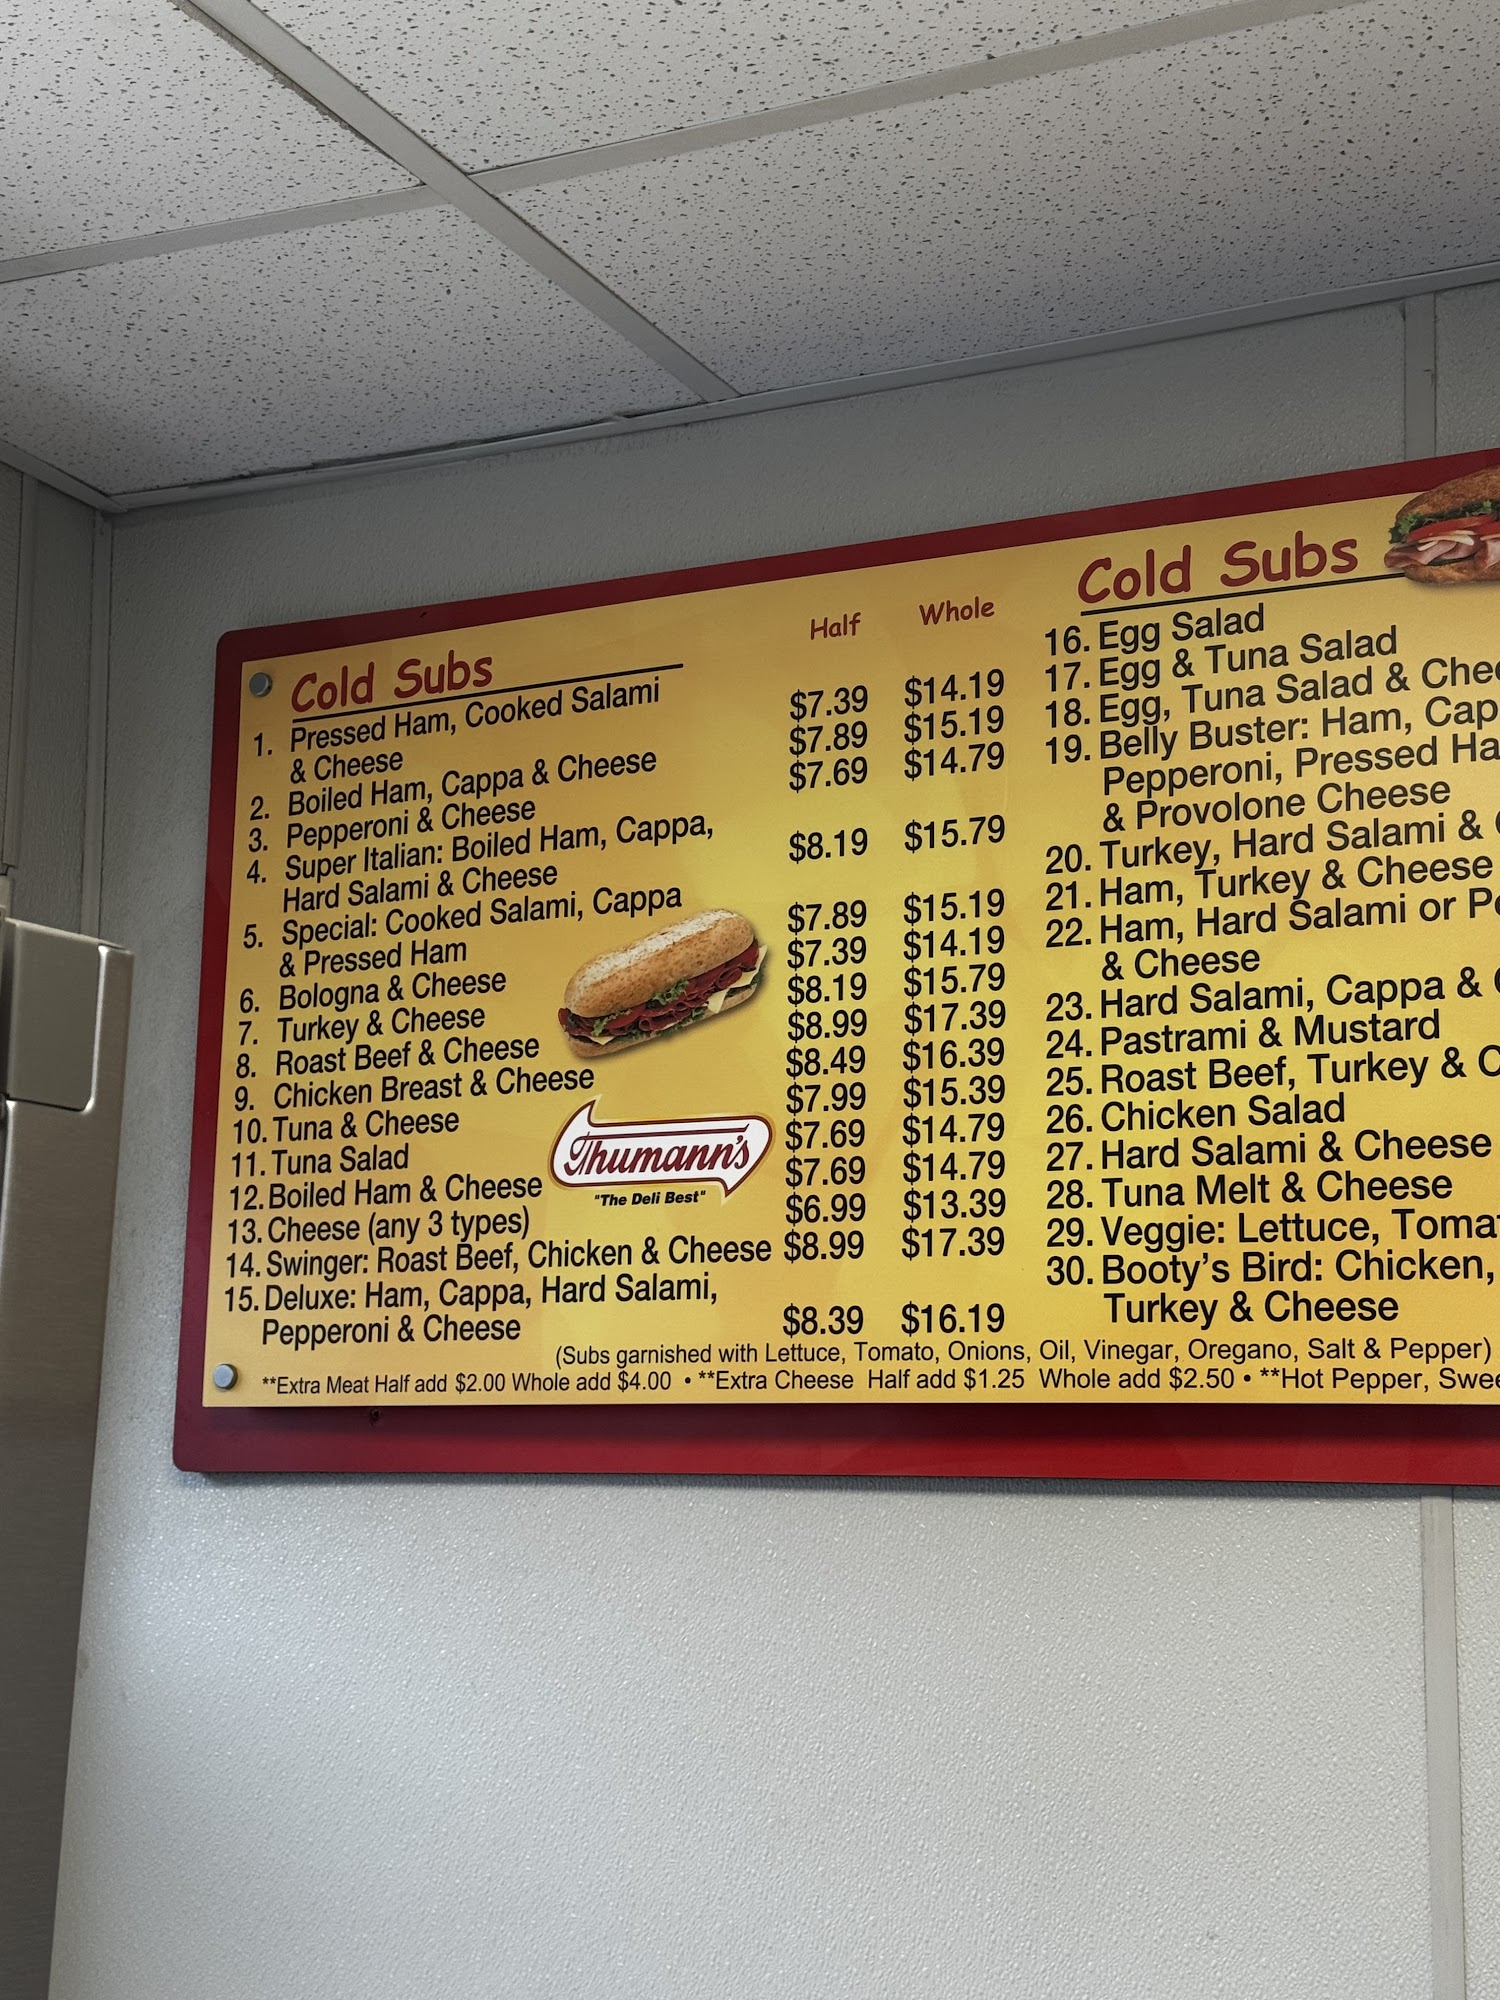 Cold Subs Half Whole
1. Pressed Ham, Cooked Salami
& Cheese $7.39 $14.19
2. Boiled Ham, Cappa & Cheese $7.89 $15.19
3. Pepperoni & Cheese $7.69 $14.79
4. Super Italian: Boiled Ham, Cappa,
Hard Salami & Cheese $8.19 $15.79
5. Special: Cooked Salami, Cappa
& Pressed Ham $7.89 $15.19
6. Bologna & Cheese $7.39 $14.19
7. Turkey & Cheese $8.19 $15.79
8. Roast Beef & Cheese $8.99 $17.39
9. Chicken Breast & Cheese $8.49 $16.39
10. Tuna & Cheese $7.99 $15.39
11. Tuna Salad $7.69 $14.79
12. Boiled Ham & Cheese $7.69 $14.79
13. Cheese (any 3 types) $6.99 $13.39
14. Swinger: Roast Beef, Chicken & Cheese $8.99 $17.39
15. Deluxe: Ham, Cappa, Hard Salami,
Pepperoni & Cheese $8.39 $16.19
Thumann's
"The Deli Best"
Cold Subs
16. Egg Salad
17. Egg & Tuna Salad
18. Egg, Tuna Salad & Chee
19. Belly Buster: Ham, Cap
Pepperoni, Pressed Ha
& Provolone Cheese
20. Turkey, Hard Salami &
21. Ham, Turkey & Cheese
22. Ham, Hard Salami or Pe
& Cheese
23. Hard Salami, Cappa &
24. Pastrami & Mustard
25. Roast Beef, Turkey & C
26. Chicken Salad
27. Hard Salami & Cheese
28. Tuna Melt & Cheese
29. Veggie: Lettuce, Tomat
30. Booty's Bird: Chicken,
Turkey & Cheese
(Subs garnished with Lettuce, Tomato, Onions, Oil, Vinegar, Oregano, Salt & Pepper)
**Extra Meat Half add $2.00 Whole add $4.00 • **Extra Cheese Half add $1.25 Whole add $2.50 • **Hot Pepper, Swee